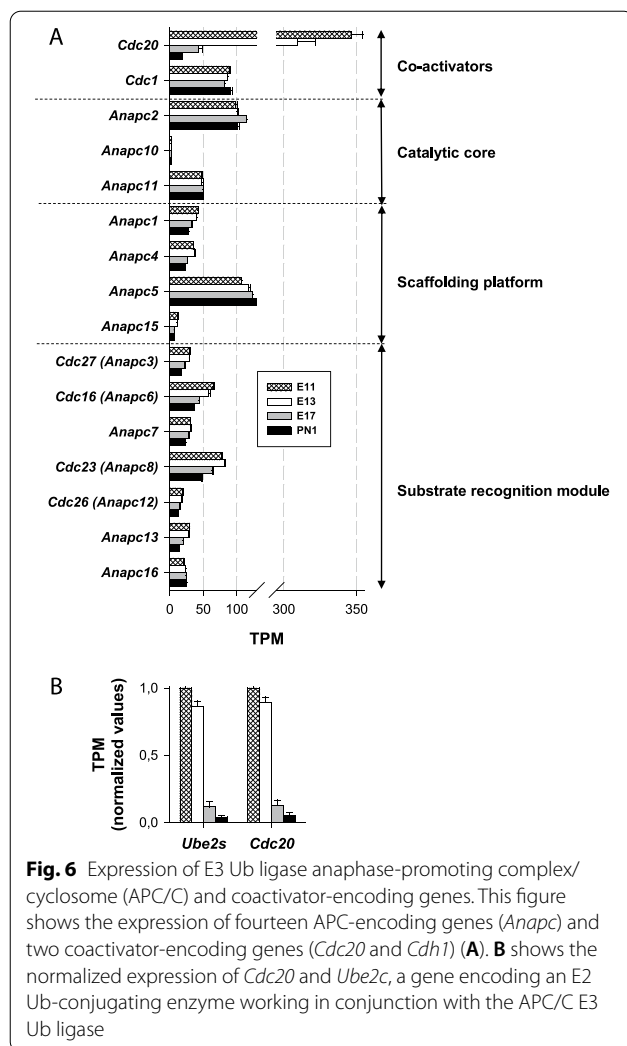 A
Cdc20
Cdc1
Co-activators
Anapc2
Anapc10
Anapc11
Catalytic core
Anapc1
Anapc4
Anapc5
Anapc15
Scaffolding platform
Cdc27 (Anapc3)
Cdc16 (Anapc6)
Anapc7
Cdc23 (Anapc8)
Cdc26 (Anapc12)
Anapc13
Anapc16
Substrate recognition module
E11
E13
E17
PN1
0 50 100 300 350
TPM
B
TPM
(normalized values)
1,0
0,5
0,0
Ube2s Cdc20
Fig. 6 Expression of E3 Ub ligase anaphase-promoting complex/
cyclosome (APC/C) and coactivator-encoding genes. This figure
shows the expression of fourteen APC-encoding genes (Anapc) and
two coactivator-encoding genes (Cdc20 and Cdh1) (A). B shows the
normalized expression of Cdc20 and Ube2c, a gene encoding an E2
Ub-conjugating enzyme working in conjunction with the APC/C E3
Ub ligase